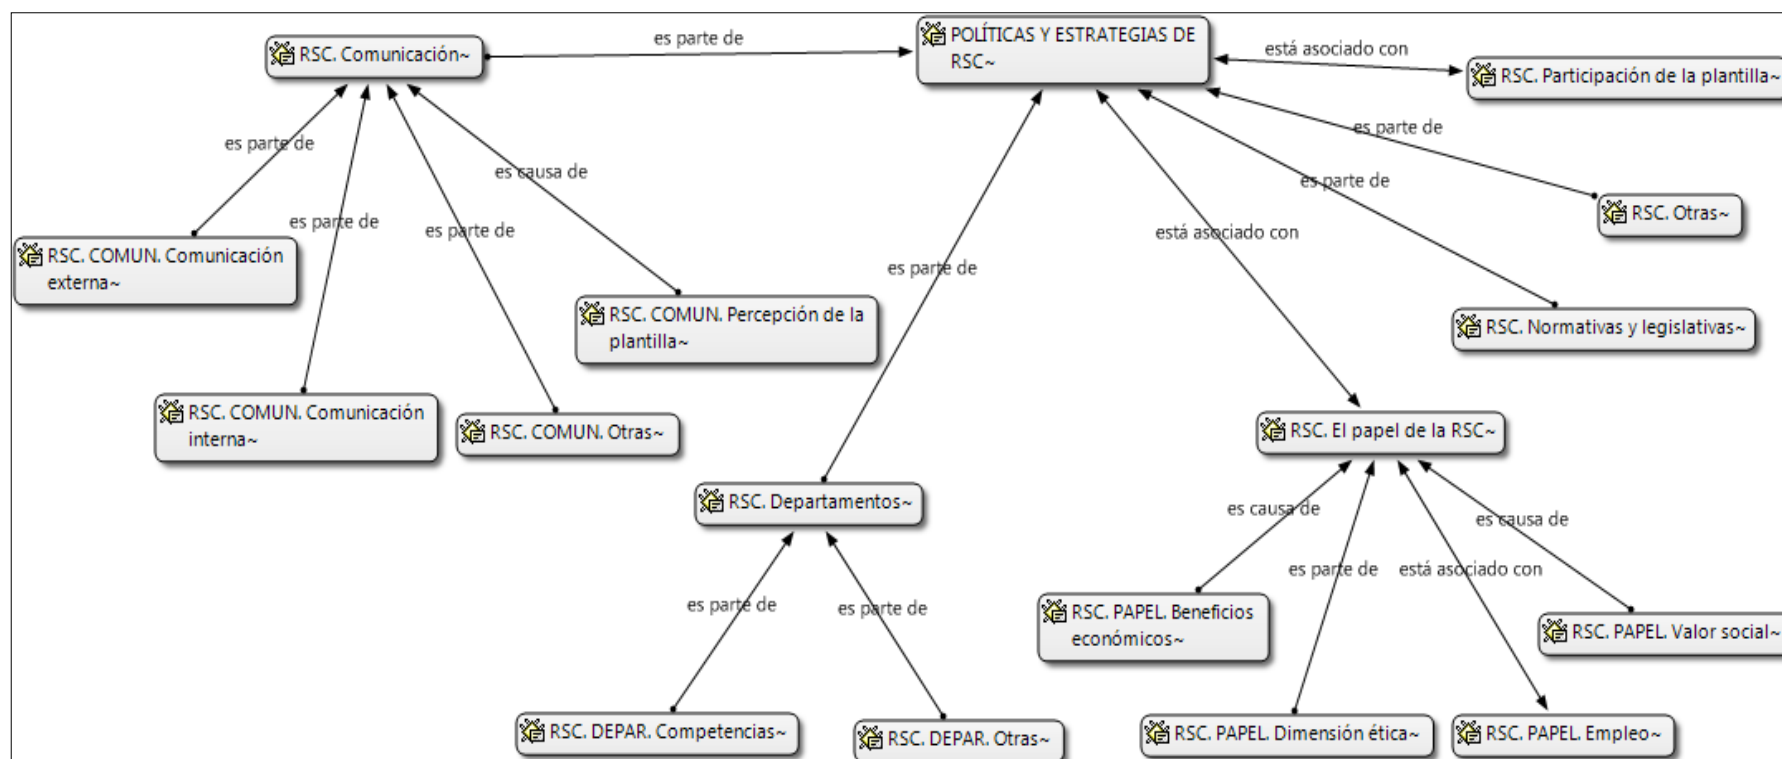 RSC. Comunicación~
es parte de
POLÍTICAS Y ESTRATEGIAS DE
RSC~
está asociado con
RSC. Participación de la plantilla~
es parte de
es causa de
es parte de
es parte de
es parte de
es parte de
RSC. Otras~
está asociado con
es parte de
RSC. COMUN. Comunicación
externa~
RSC. COMUN. Percepción de la
plantilla~
RSC. Normativas y legislativas~
RSC. COMUN. Comunicación
interna~
RSC. COMUN. Otras~
RSC. El papel de la RSC~
RSC. Departamentos~
es causa de
es causa de
es parte de
está asociado con
es parte de
es parte de
RSC. PAPEL. Beneficios
económicos~
RSC. PAPEL. Valor social~
RSC. DEPAR. Competencias~
RSC. DEPAR. Otras~
RSC. PAPEL. Dimensión ética~
RSC. PAPEL. Empleo~